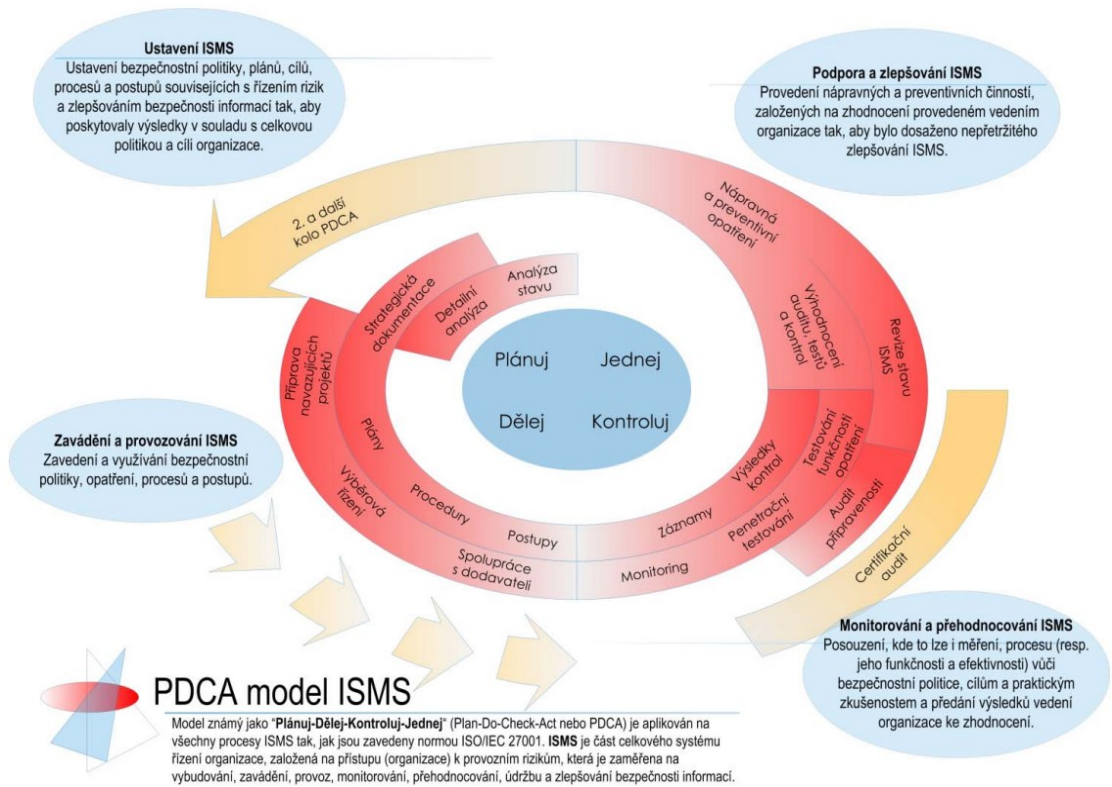 Ustavení ISMS
Ustavení bezpečnostní politiky, plánů, cílů,
procesů a postupů souvisejících s řízením rizik
a zlepšováním bezpečnosti informací tak, aby
poskytovaly výsledky v souladu s celkovou
politikou a cíli organizace.
Podpora a zlepšování ISMS
Provedení nápravných a preventivních činností,
založených na zhodnocení provedeném vedením
organizace tak, aby bylo dosaženo nepřetržitého
zlepšování ISMS.
2. a další
kolo PDCA
Nápravná
a preventivní
opatření
Strategická
dokumentace
Detailní
analýza
Analýza
stavu
Výhodnocení
auditu, testů
a kontrol
Revize stavu
ISMS
Příprava
navazujících
projektů
Plánuj
Jednej
Dělej
Kontroluj
Zavádění a provozování ISMS
Zavedení a využívání bezpečnostní
politiky, opatření, procesů a postupů.
Plány
Procedury
Postupy
Záznamy
Výsledky
kontrol
Testování
funkčnosti
opatření
Výběrová
řízení
Spolupráce
s dodavateli
Monitoring
Penetrační
testování
Audit
připravenosti
Certifikační
audit
Monitorování a přehodnocování ISMS
Posouzení, kde to lze i měření, procesu (resp.
jeho funkčnosti a efektivnosti) vůči
bezpečnostní politice, cílům a praktickým
zkušenostem a předání výsledků vedení
organizace ke zhodnocení.
PDCA model ISMS
Model známý jako "Plánuj-Dělej-Kontroluj-Jednej" (Plan-Do-Check-Act nebo PDCA) je aplikován na
všechny procesy ISMS tak, jak jsou zavedeny normou ISO/IEC 27001. ISMS je část celkového systému
řízení organizace, založená na přístupu (organizace) k provozním rizikům, která je zaměřena na
vybudování, zavádění, provoz, monitorování, přehodnocování, údržbu a zlepšování bezpečnosti informací.